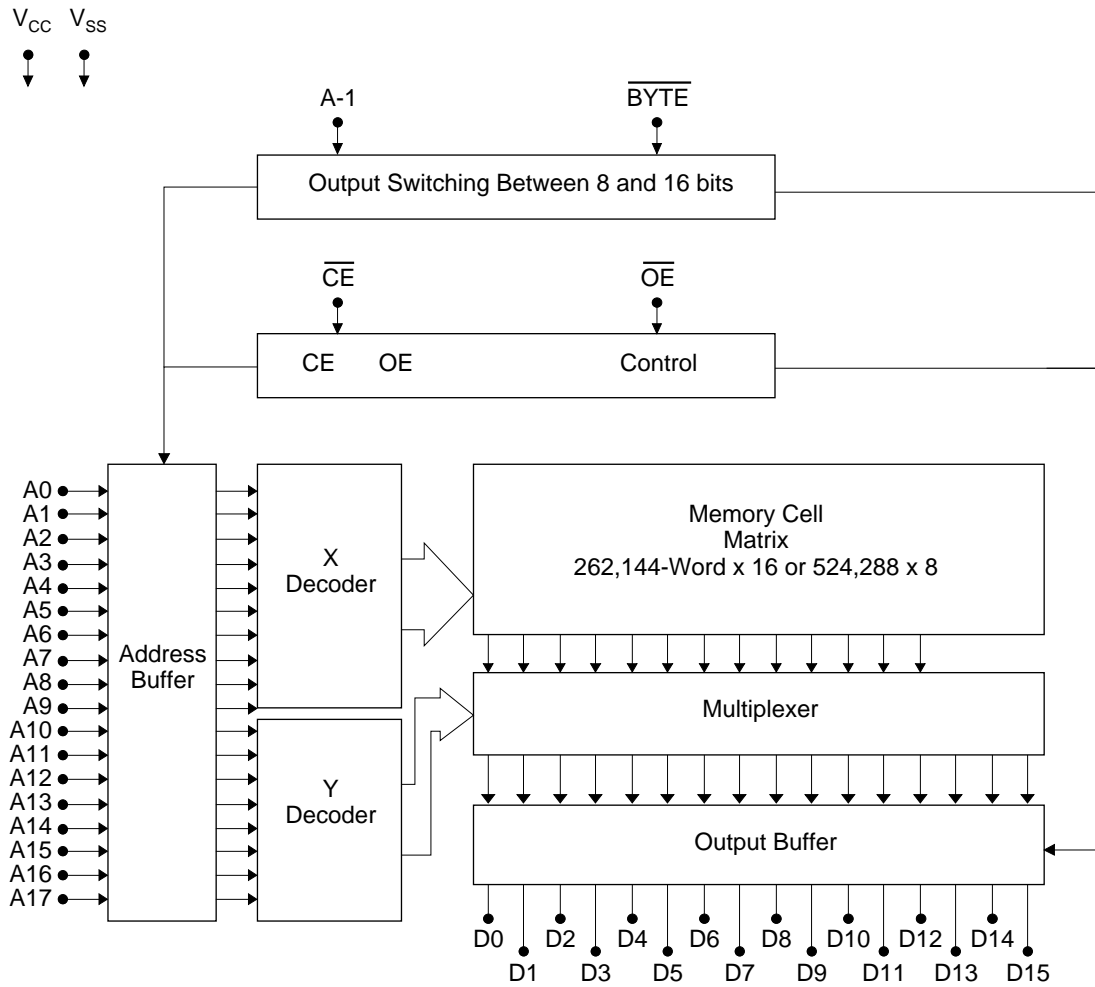 VCC VSS
A-1 BYTE
Output Switching Between 8 and 16 bits
CE OE
CE OE Control
A0
A1
A2
A3
A4
A5
A6
A7
A8
A9
A10
A11
A12
A13
A14
A15
A16
A17
Address
Buffer
X
Decoder
Y
Decoder
Memory Cell
Matrix
262,144-Word x 16 or 524,288 x 8
Multiplexer
Output Buffer
D0 D2 D4 D6 D8 D10 D12 D14
D1 D3 D5 D7 D9 D11 D13 D15